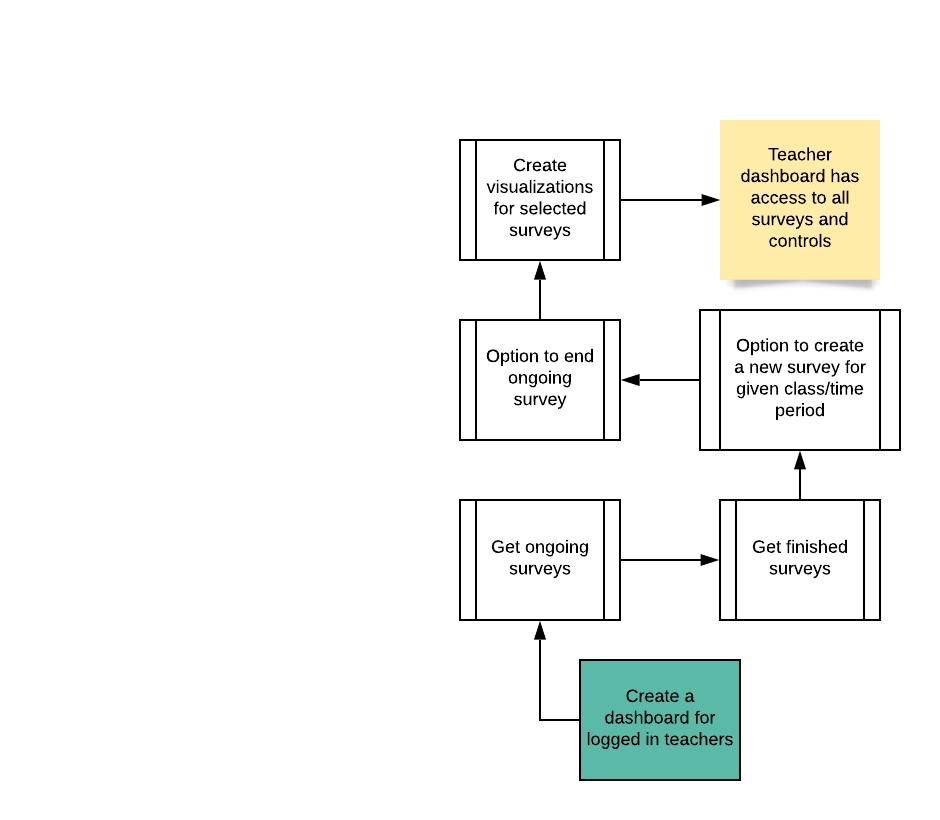 Create
visualizations
for selected
surveys
Teacher
dashboard has
access to all
surveys and
controls
Option to end
ongoing
survey
Option to create
a new survey for
given class/time
period
Get ongoing
surveys
Get finished
surveys
Create a
dashboard for
logged in teachers